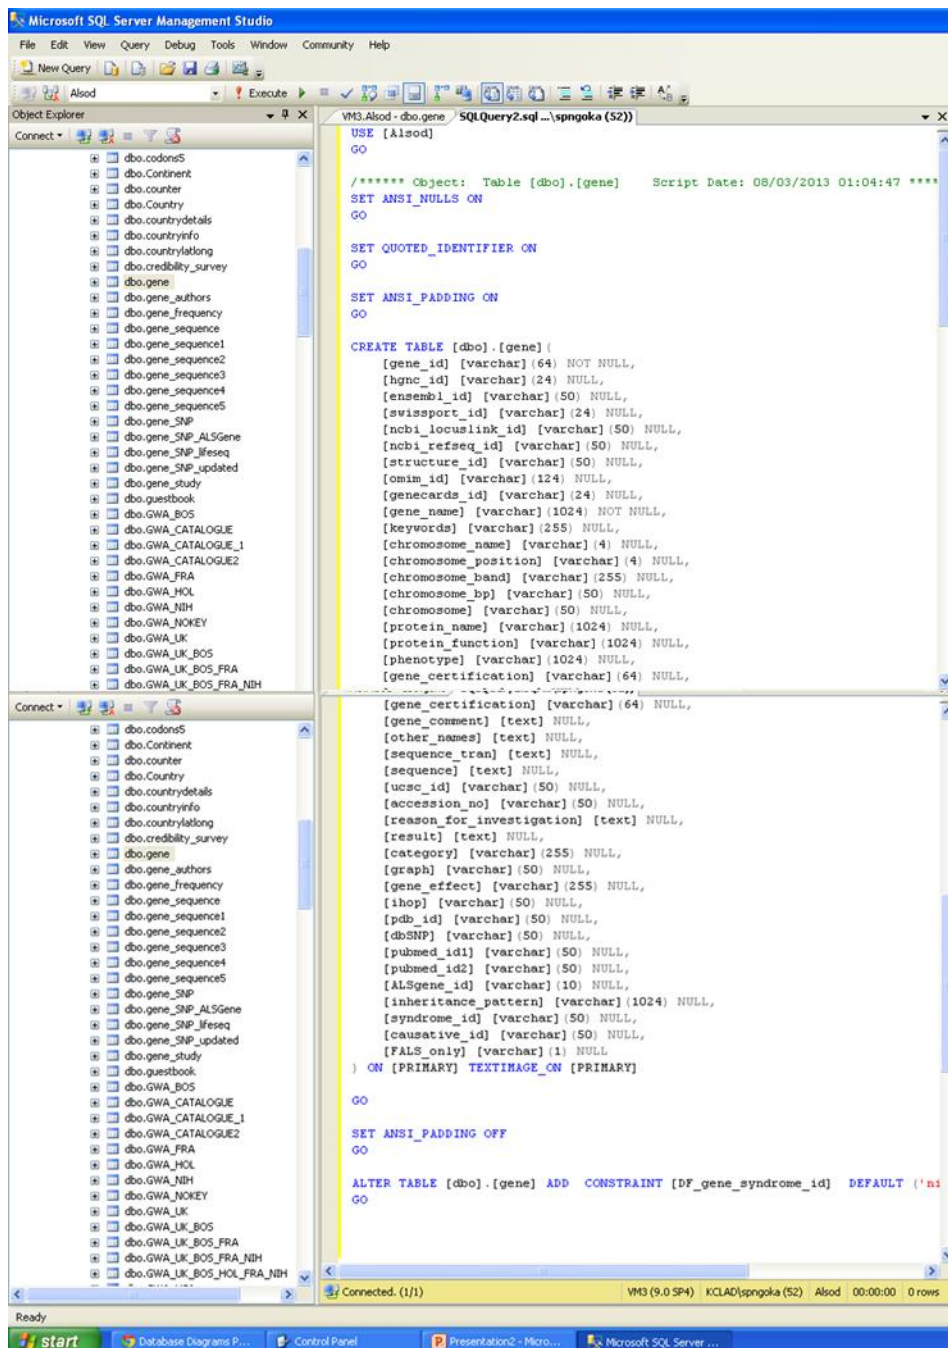 Microsoft SQL Server Management Studio
File Edit View Query Debug Tools Window Community Help
New Query
Alsod Execute
Object Explorer
Connect
dbo.codons5
dbo.Continent
dbo.counter
dbo.Country
dbo.countrydetails
dbo.countryinfo
dbo.countrylatlong
dbo.credibility_survey
dbo.gene
dbo.gene_authors
dbo.gene_frequency
dbo.gene_sequence
dbo.gene_sequence1
dbo.gene_sequence2
dbo.gene_sequence3
dbo.gene_sequence4
dbo.gene_sequence5
dbo.gene_SNP
dbo.gene_SNP_ALSGene
dbo.gene_SNP_lifeseq
dbo.gene_SNP_updated
dbo.gene_study
dbo.guestbook
dbo.GWA_BOS
dbo.GWA_CATALOGUE
dbo.GWA_CATALOGUE_1
dbo.GWA_CATALOGUE2
dbo.GWA_FRA
dbo.GWA_HOL
dbo.GWA_NIH
dbo.GWA_NOKEY
dbo.GWA_UK
dbo.GWA_UK_BOS
dbo.GWA_UK_BOS_FRA
dbo.GWA_UK_BOS_FRA_NIH
VM3.Alsod - dbo.gene SQLQuery2.sql ...\spngoka (52))
USE [Alsod]
GO
/****** Object: Table [dbo].[gene] Script Date: 08/03/2013 01:04:47 ****
SET ANSI_NULLS ON
GO
SET QUOTED_IDENTIFIER ON
GO
SET ANSI_PADDING ON
GO
CREATE TABLE [dbo].[gene](
[gene_id] [varchar](64) NOT NULL,
[hgnc_id] [varchar](24) NULL,
[ensembl_id] [varchar](50) NULL,
[swissport_id] [varchar](24) NULL,
[ncbi_locuslink_id] [varchar](50) NULL,
[ncbi_refseq_id] [varchar](50) NULL,
[structure_id] [varchar](50) NULL,
[omim_id] [varchar](124) NULL,
[genecards_id] [varchar](24) NULL,
[gene_name] [varchar](1024) NOT NULL,
[keywords] [varchar](255) NULL,
[chromosome_name] [varchar](4) NULL,
[chromosome_position] [varchar](4) NULL,
[chromosome_band] [varchar](255) NULL,
[chromosome_bp] [varchar](50) NULL,
[chromosome] [varchar](50) NULL,
[protein_name] [varchar](1024) NULL,
[protein_function] [varchar](1024) NULL,
[phenotype] [varchar](1024) NULL,
[gene_certification] [varchar](64) NULL,
Connect
dbo.codons5
dbo.Continent
dbo.counter
dbo.Country
dbo.countrydetails
dbo.countryinfo
dbo.countrylatlong
dbo.credibility_survey
dbo.gene
dbo.gene_authors
dbo.gene_frequency
dbo.gene_sequence
dbo.gene_sequence1
dbo.gene_sequence2
dbo.gene_sequence3
dbo.gene_sequence4
dbo.gene_sequence5
dbo.gene_SNP
dbo.gene_SNP_ALSGene
dbo.gene_SNP_lifeseq
dbo.gene_SNP_updated
dbo.gene_study
dbo.guestbook
dbo.GWA_BOS
dbo.GWA_CATALOGUE
dbo.GWA_CATALOGUE_1
dbo.GWA_CATALOGUE2
dbo.GWA_FRA
dbo.GWA_HOL
dbo.GWA_NIH
dbo.GWA_NOKEY
dbo.GWA_UK
dbo.GWA_UK_BOS
dbo.GWA_UK_BOS_FRA
dbo.GWA_UK_BOS_FRA_NIH
dbo.GWA_UK_BOS_HOL_FRA_NIH
[gene_certification] [varchar](64) NULL,
[gene_comment] [text] NULL,
[other_names] [text] NULL,
[sequence_tran] [text] NULL,
[sequence] [text] NULL,
[ucsc_id] [varchar](50) NULL,
[accession_no] [varchar](50) NULL,
[reason_for_investigation] [text] NULL,
[result] [text] NULL,
[category] [varchar](255) NULL,
[graph] [varchar](50) NULL,
[gene_effect] [varchar](255) NULL,
[ihop] [varchar](50) NULL,
[pdb_id] [varchar](50) NULL,
[dbSNP] [varchar](50) NULL,
[pubmed_id1] [varchar](50) NULL,
[pubmed_id2] [varchar](50) NULL,
[ALSgene_id] [varchar](10) NULL,
[inheritance_pattern] [varchar](1024) NULL,
[syndrome_id] [varchar](50) NULL,
[causative_id] [varchar](50) NULL,
[FALS_only] [varchar](1) NULL
) ON [PRIMARY] TEXTIMAGE_ON [PRIMARY]
GO
SET ANSI_PADDING OFF
GO
ALTER TABLE [dbo].[gene] ADD CONSTRAINT [DF_gene_syndrome_id] DEFAULT ('ni
GO
Connected. (1/1) VM3 (9.0 SP4) KCLAD\spngoka (52) Alsod 00:00:00 0 rows
Ready
start Database Diagrams P... Control Panel Presentation2 - Micro... Microsoft SQL Server ...